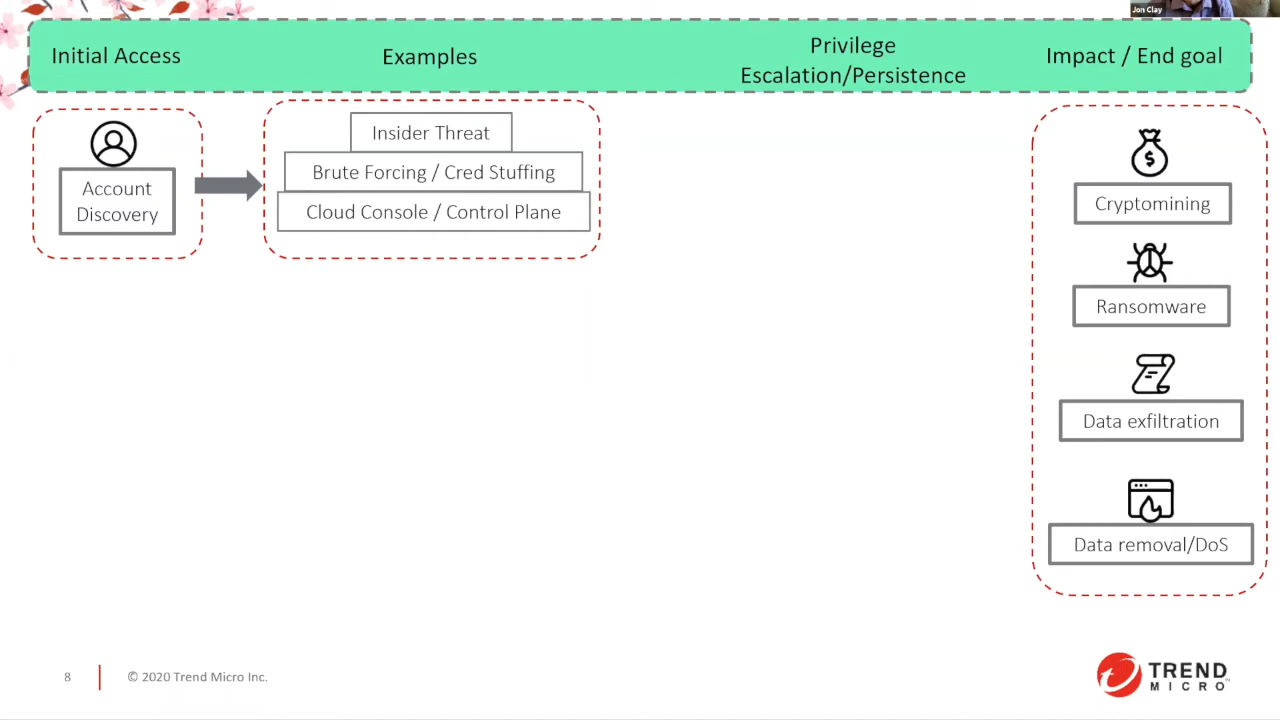 Jon Clay
Initial Access
Examples
Privilege
Escalation/Persistence
Impact / End goal
Account
Discovery
Insider Threat
Brute Forcing / Cred Stuffing
Cloud Console / Control Plane
Cryptomining
Ransomware
Data exfiltration
Data removal/DoS
8
© 2020 Trend Micro Inc.
TREND
MICRO